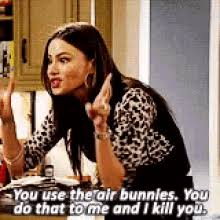 You use the air bunnies. You
do that to me and I kill you.